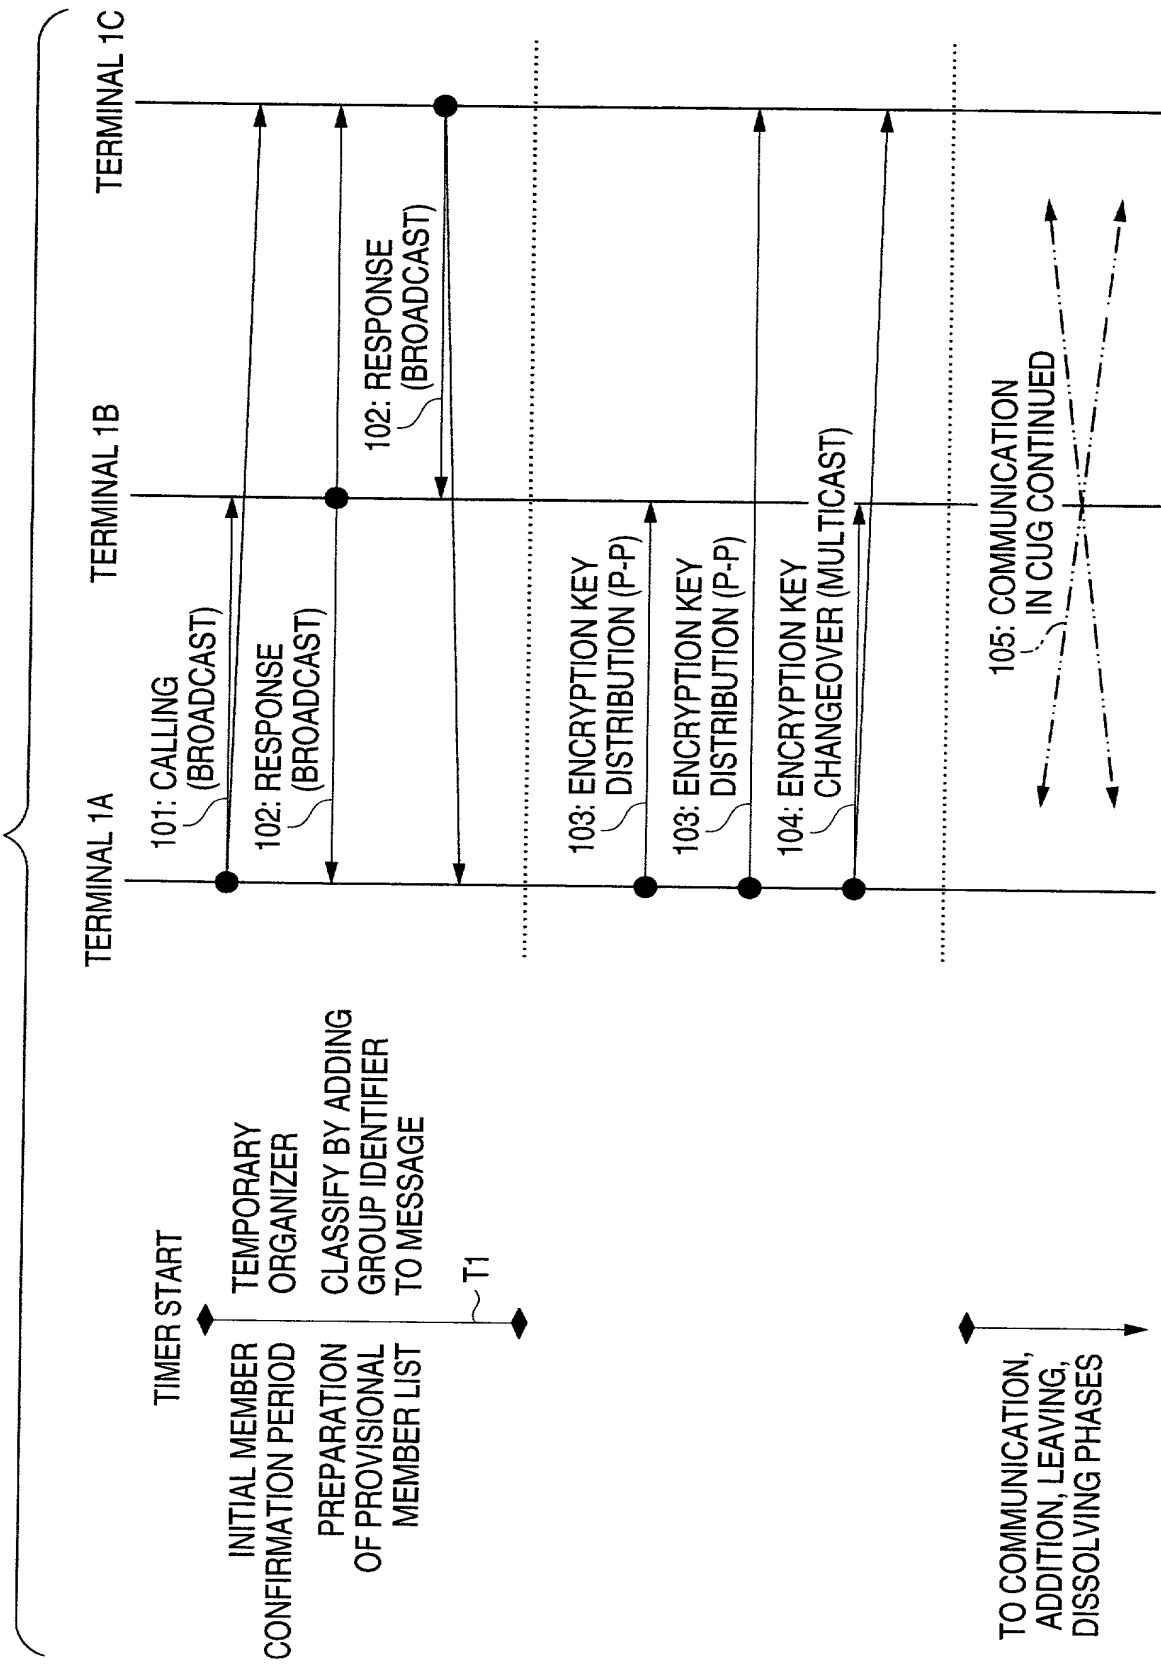 TERMINAL 1A
TERMINAL 1B
TERMINAL 1C
TIMER START
INITIAL MEMBER
CONFIRMATION PERIOD
TEMPORARY
ORGANIZER
PREPARATION
OF PROVISIONAL
MEMBER LIST
CLASSIFY BY ADDING
GROUP IDENTIFIER
TO MESSAGE
T1
101: CALLING
(BROADCAST)
102: RESPONSE
(BROADCAST)
102: RESPONSE
(BROADCAST)
103: ENCRYPTION KEY
DISTRIBUTION (P-P)
103: ENCRYPTION KEY
DISTRIBUTION (P-P)
104: ENCRYPTION KEY
CHANGEOVER (MULTICAST)
105: COMMUNICATION
IN CUG CONTINUED
TO COMMUNICATION,
ADDITION, LEAVING,
DISSOLVING PHASES